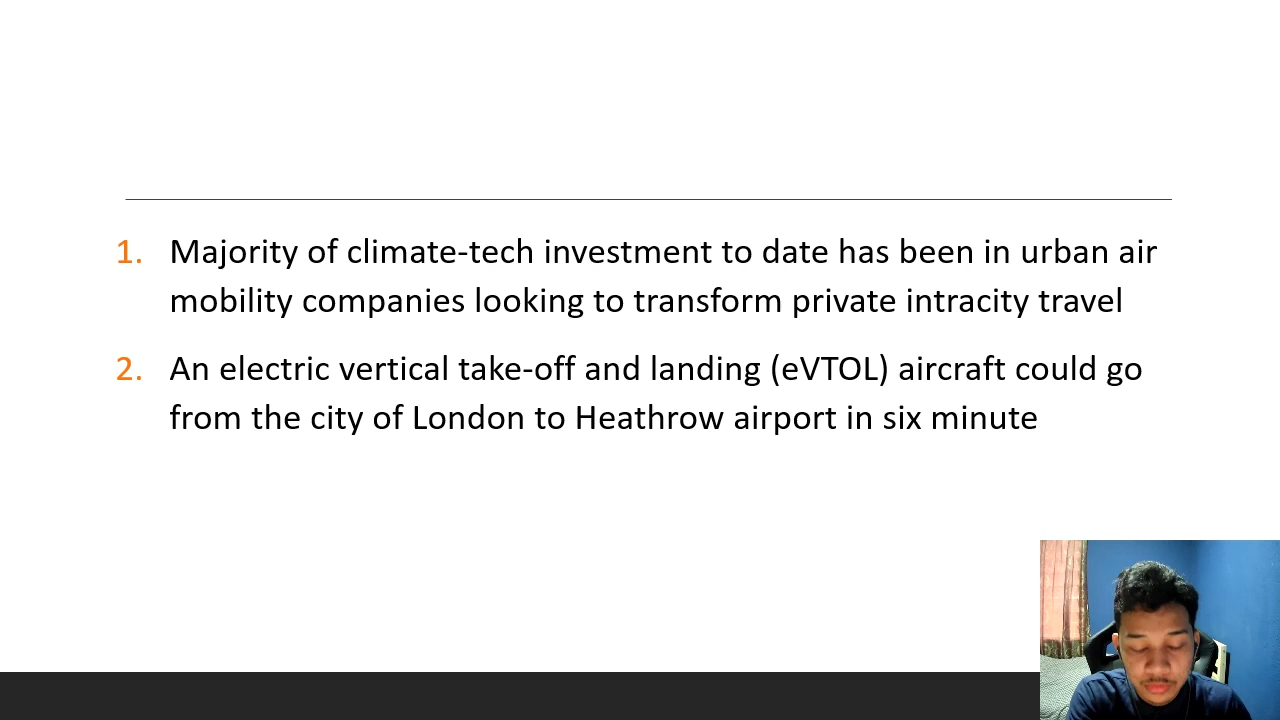 1. Majority of climate-tech investment to date has been in urban air
mobility companies looking to transform private intracity travel
2. An electric vertical take-off and landing (eVTOL) aircraft could go
from the city of London to Heathrow airport in six minute